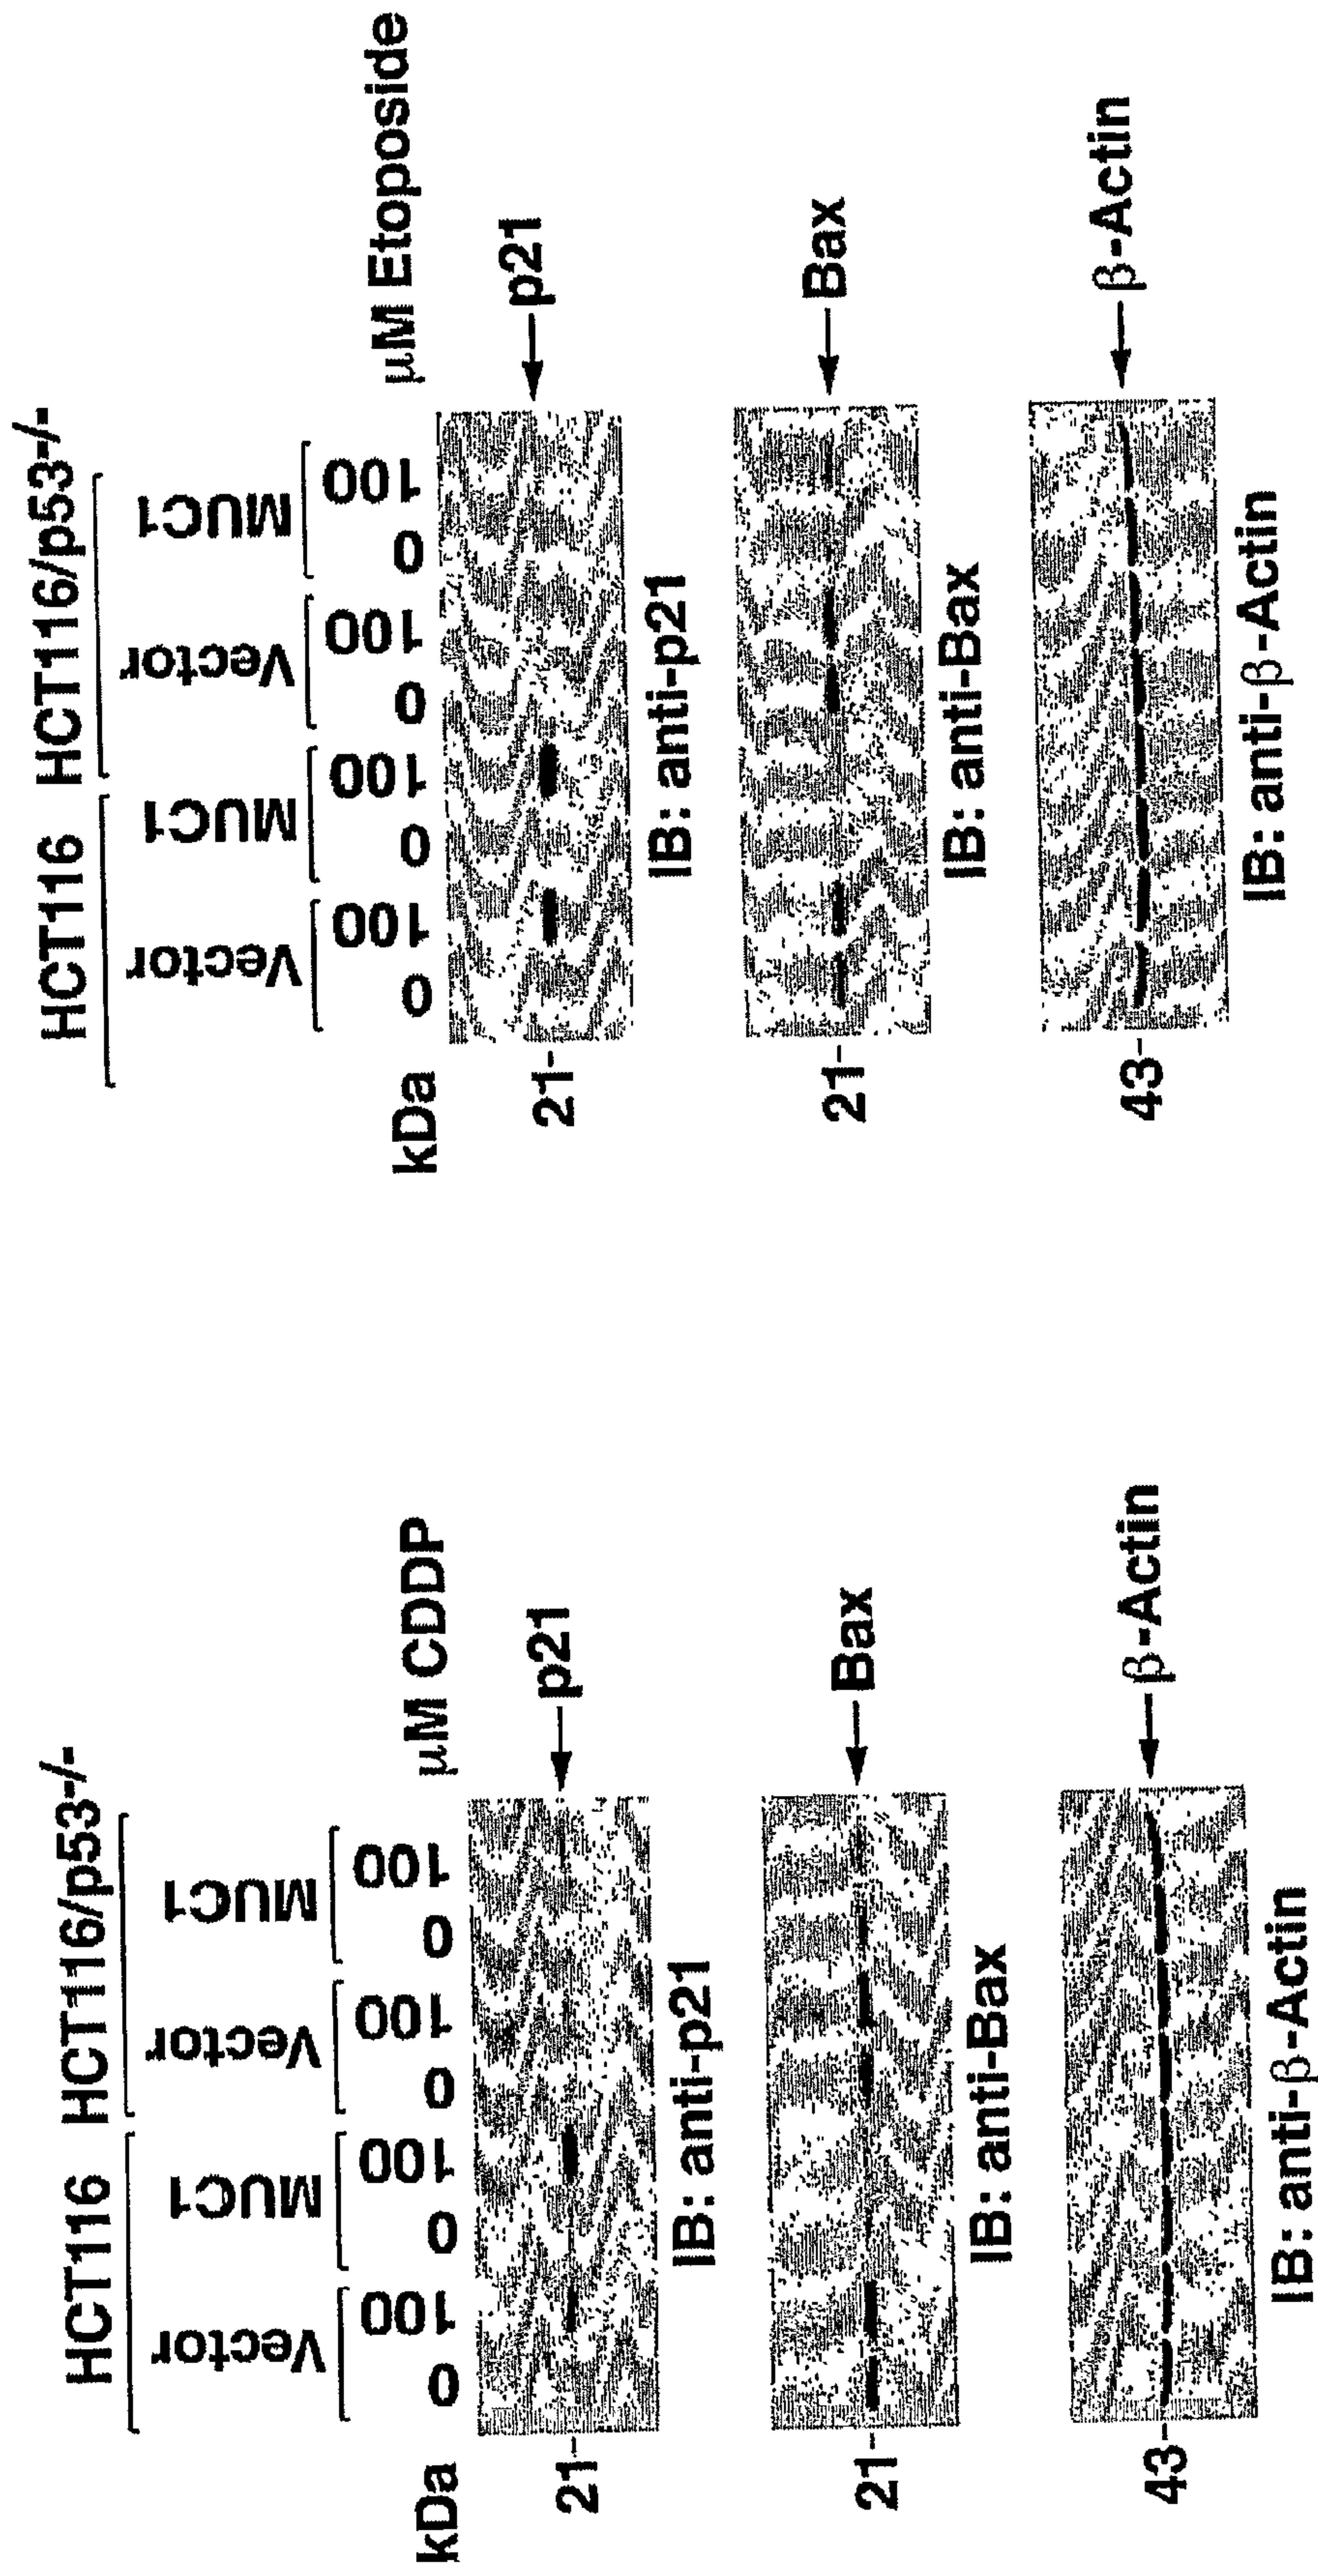 HCT116 HCT116/p53-/-
Vector MUC1 Vector MUC1
kDa 0 100 0 100 0 100 0 100 µM CDDP
21- p21
IB: anti-p21
21- Bax
IB: anti-Bax
43- β-Actin
IB: anti-β-Actin
HCT116 HCT116/p53-/-
Vector MUC1 Vector MUC1
kDa 0 100 0 100 0 100 0 100 µM Etoposide
21- p21
IB: anti-p21
21- Bax
IB: anti-Bax
43- β-Actin
IB: anti-β-Actin